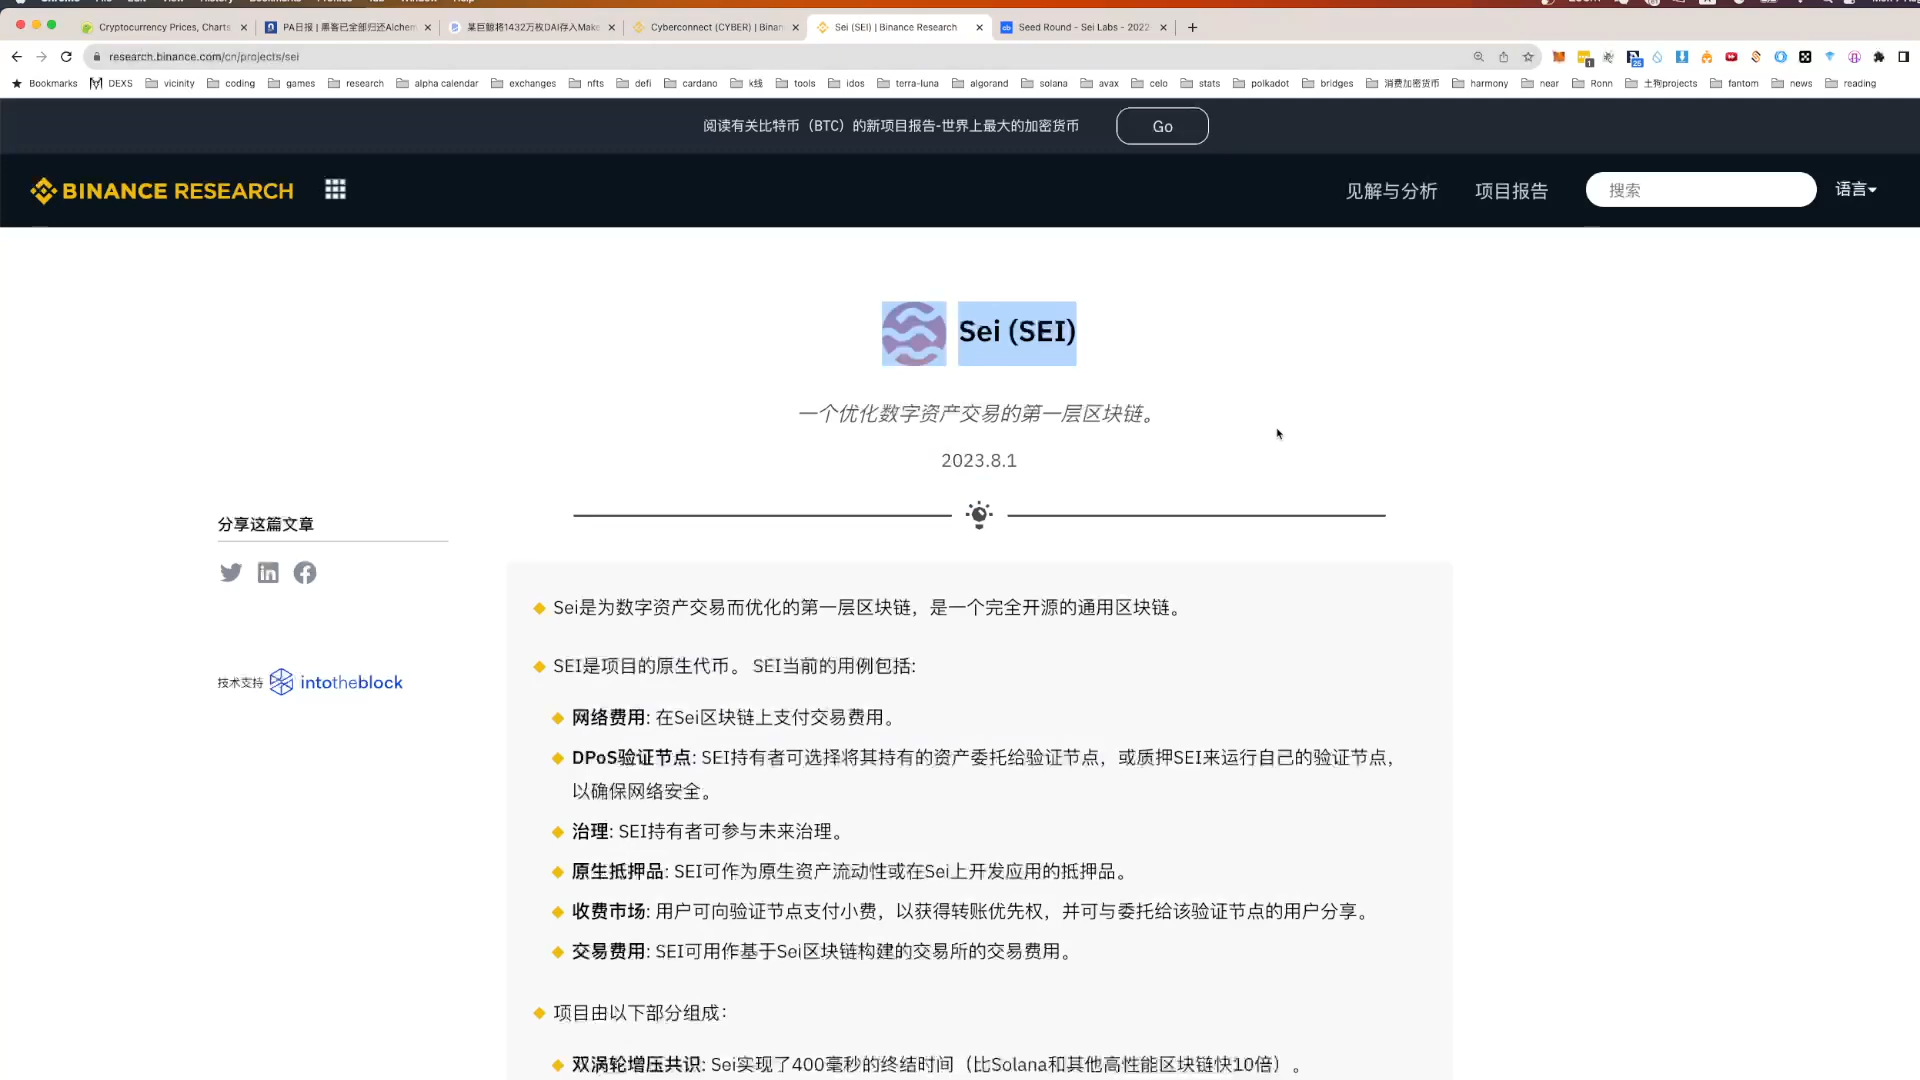 Cryptocurrency Prices, Charts
PA日报 | 黑客已全部归还Alchem
某巨鲸将1432万枚DAI存入Make
Cyberconnect (CYBER) | Binan
Sei (SEI) | Binance Research
Seed Round - Sei Labs - 2022-
research.binance.com/cn/projects/sei
Bookmarks
DEXS
vicinity
coding
games
research
alpha calendar
exchanges
nfts
defi
cardano
k线
tools
idos
terra-luna
algorand
solana
avax
celo
stats
polkadot
bridges
消费加密货币
harmony
near
Ronn
土狗projects
fantom
news
reading
阅读有关比特币（BTC）的新项目报告-世界上最大的加密货币
Go
BINANCE RESEARCH
见解与分析
项目报告
搜索
语言
Sei (SEI)
一个优化数字资产交易的第一层区块链。
2023.8.1
分享这篇文章
技术支持 intotheblock
Sei是为数字资产交易而优化的第一层区块链，是一个完全开源的通用区块链。
SEI是项目的原生代币。 SEI当前的用例包括:
网络费用: 在Sei区块链上支付交易费用。
DPoS验证节点: SEI持有者可选择将其持有的资产委托给验证节点，或质押SEI来运行自己的验证节点，
以确保网络安全。
治理: SEI持有者可参与未来治理。
原生抵押品: SEI可作为原生资产流动性或在Sei上开发应用的抵押品。
收费市场: 用户可向验证节点支付小费，以获得转账优先权，并可与委托给该验证节点的用户分享。
交易费用: SEI可用作基于Sei区块链构建的交易所的交易费用。
项目由以下部分组成：
双涡轮增压共识: Sei实现了400毫秒的终结时间（比Solana和其他高性能区块链快10倍）。